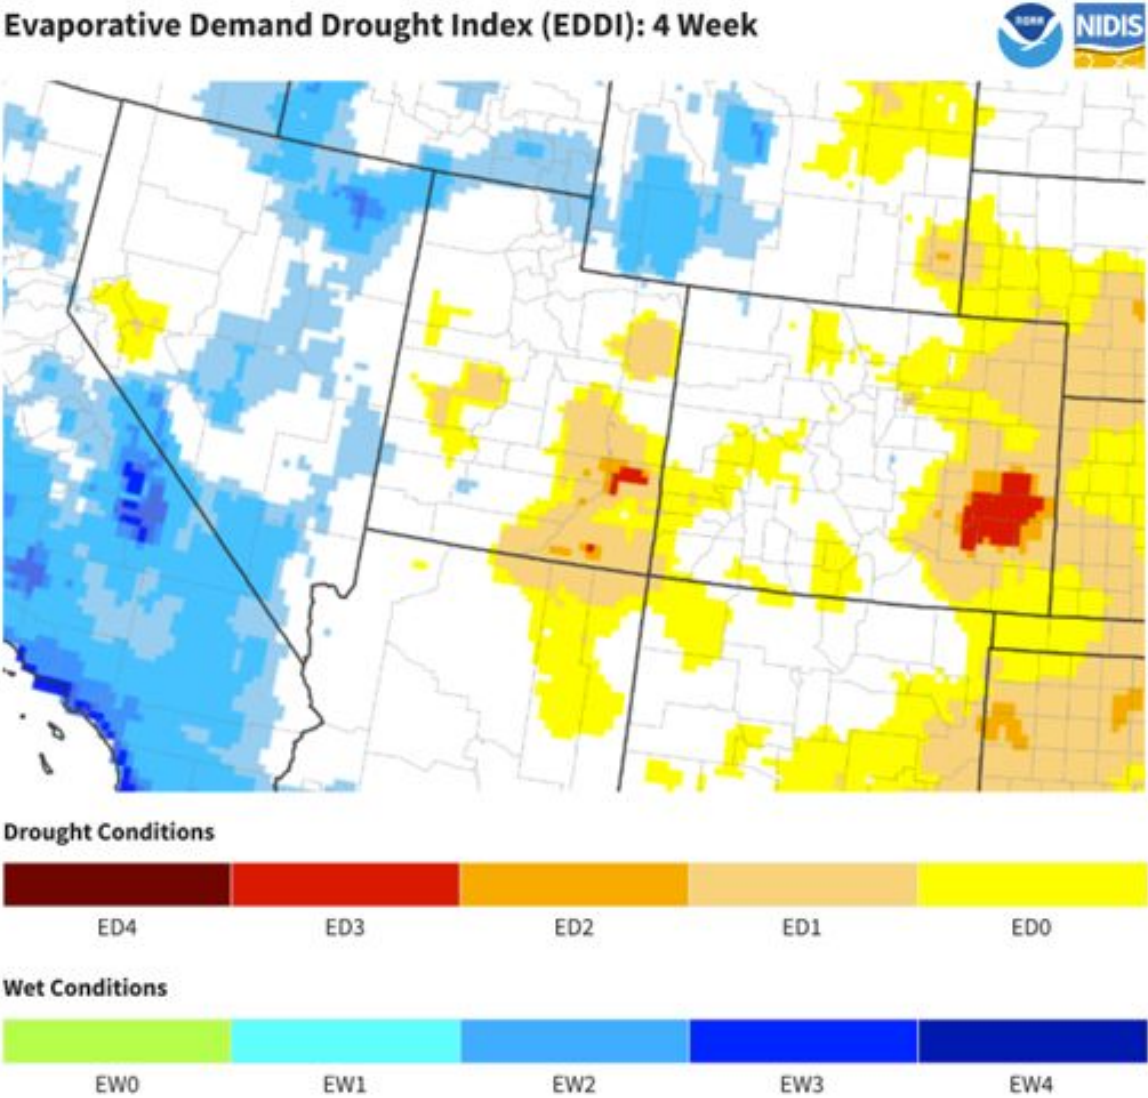 Evaporative Demand Drought Index (EDDI): 4 Week
NOAA
NIDIS
Drought Conditions
ED4 ED3 ED2 ED1 ED0
Wet Conditions
EW0 EW1 EW2 EW3 EW4